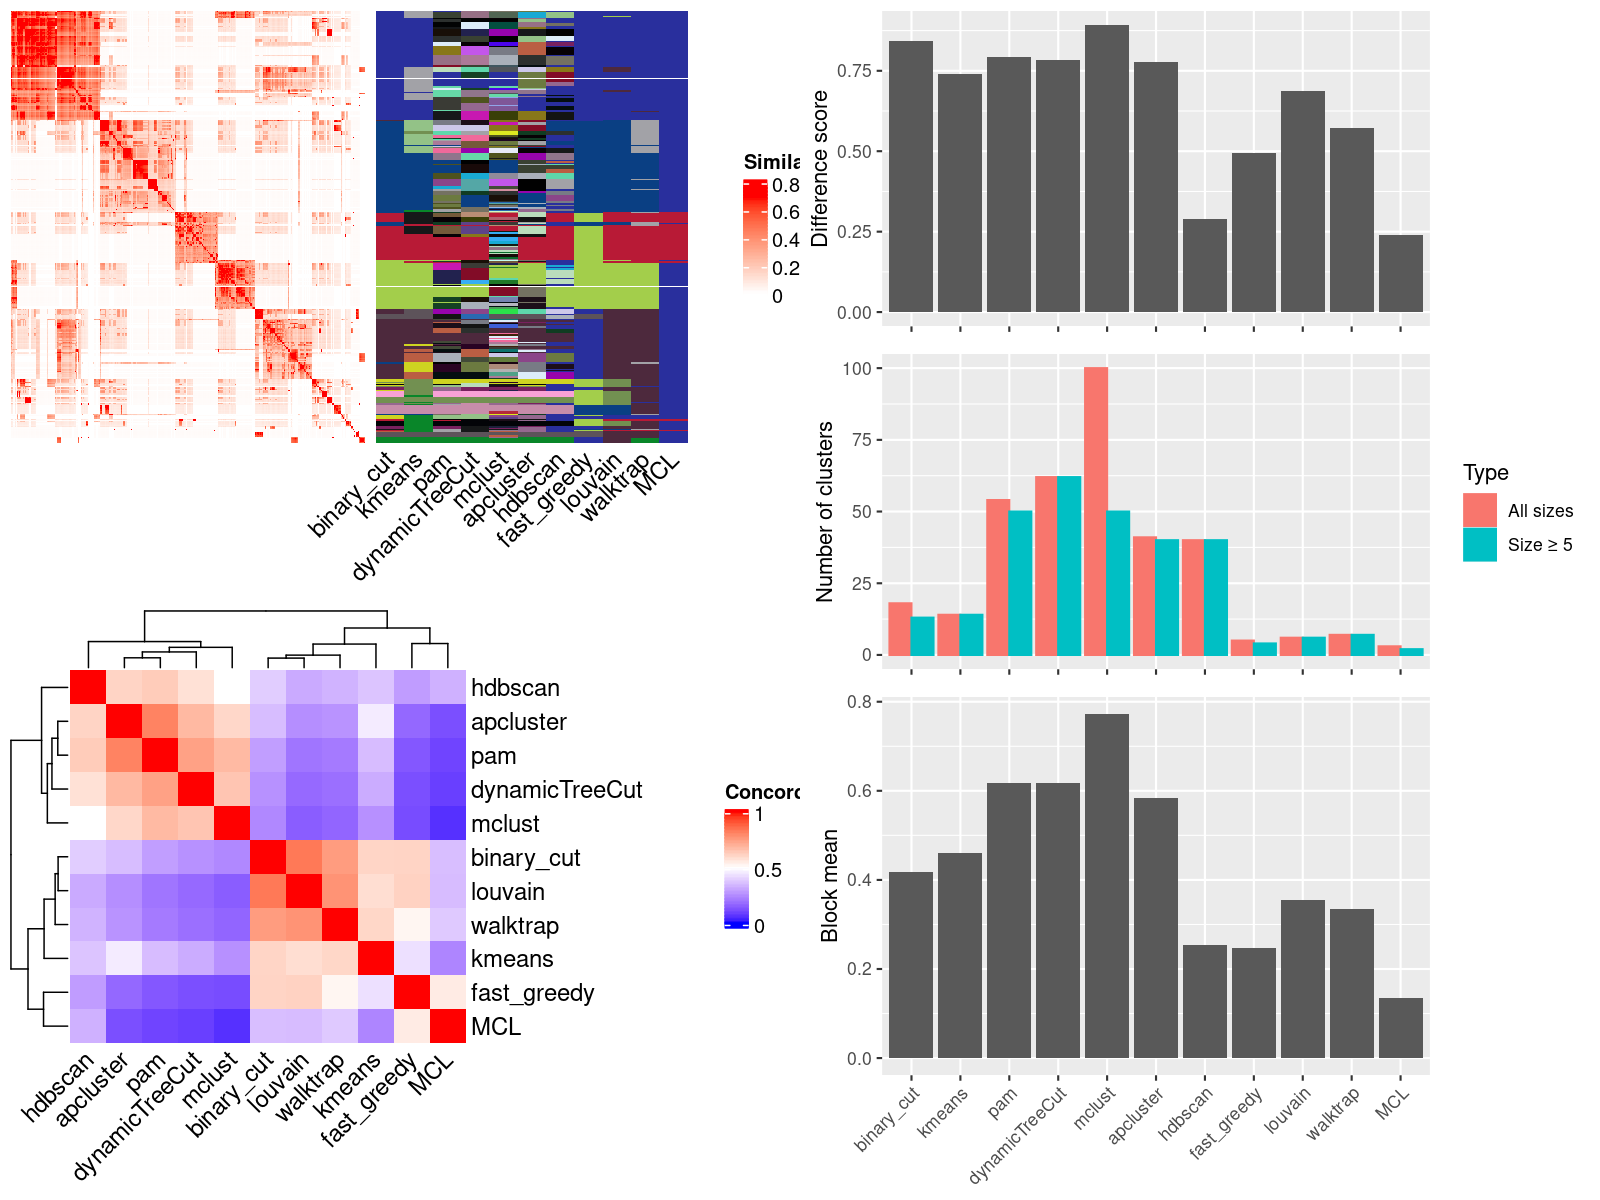 Simila
0.8
0.6
0.4
0.2
0
binary_cut
kmeans
pam
dynamicTreeCut
mclust
apcluster
hdbscan
fast_greedy
louvain
walktrap
MCL
Difference score
0.75
0.50
0.25
0.00
Number of clusters
100
75
50
25
0
Type
All sizes
Size ≥ 5
hdbscan
apcluster
pam
dynamicTreeCut
mclust
binary_cut
louvain
walktrap
kmeans
fast_greedy
MCL
Concord
1
0.5
0
hdbscan
apcluster
pam
dynamicTreeCut
mclust
binary_cut
louvain
walktrap
kmeans
fast_greedy
MCL
Block mean
0.8
0.6
0.4
0.2
0.0
binary_cut
kmeans
pam
dynamicTreeCut
mclust
apcluster
hdbscan
fast_greedy
louvain
walktrap
MCL